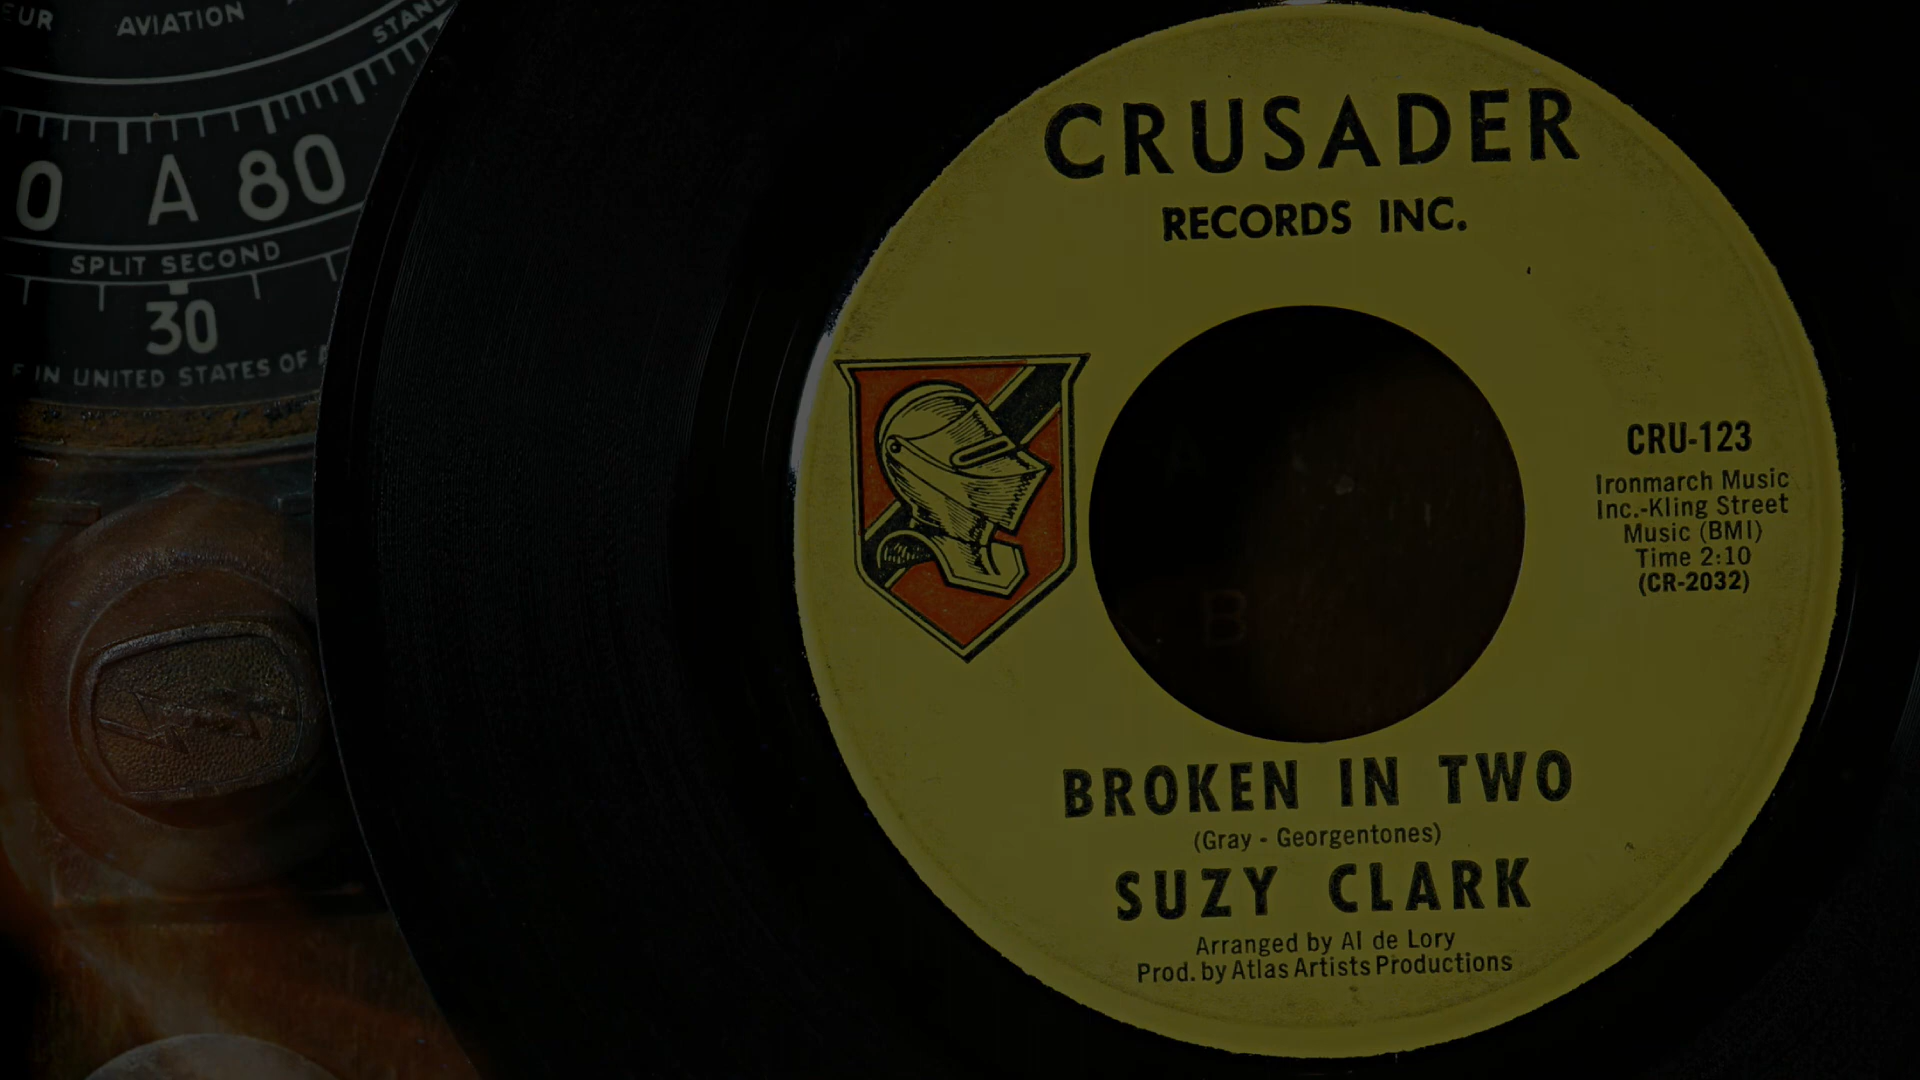 EUR AVIATION STAN
0 A 80
SPLIT SECOND
30
IN UNITED STATES OF
CRUSADER
RECORDS INC.
CRU-123
Ironmarch Music
Inc.-Kling Street
Music (BMI)
Time 2:10
(CR-2032)
B
BROKEN IN TWO
(Gray - Georgentones)
SUZY CLARK
Arranged by Al de Lory
Prod. by Atlas Artists Productions